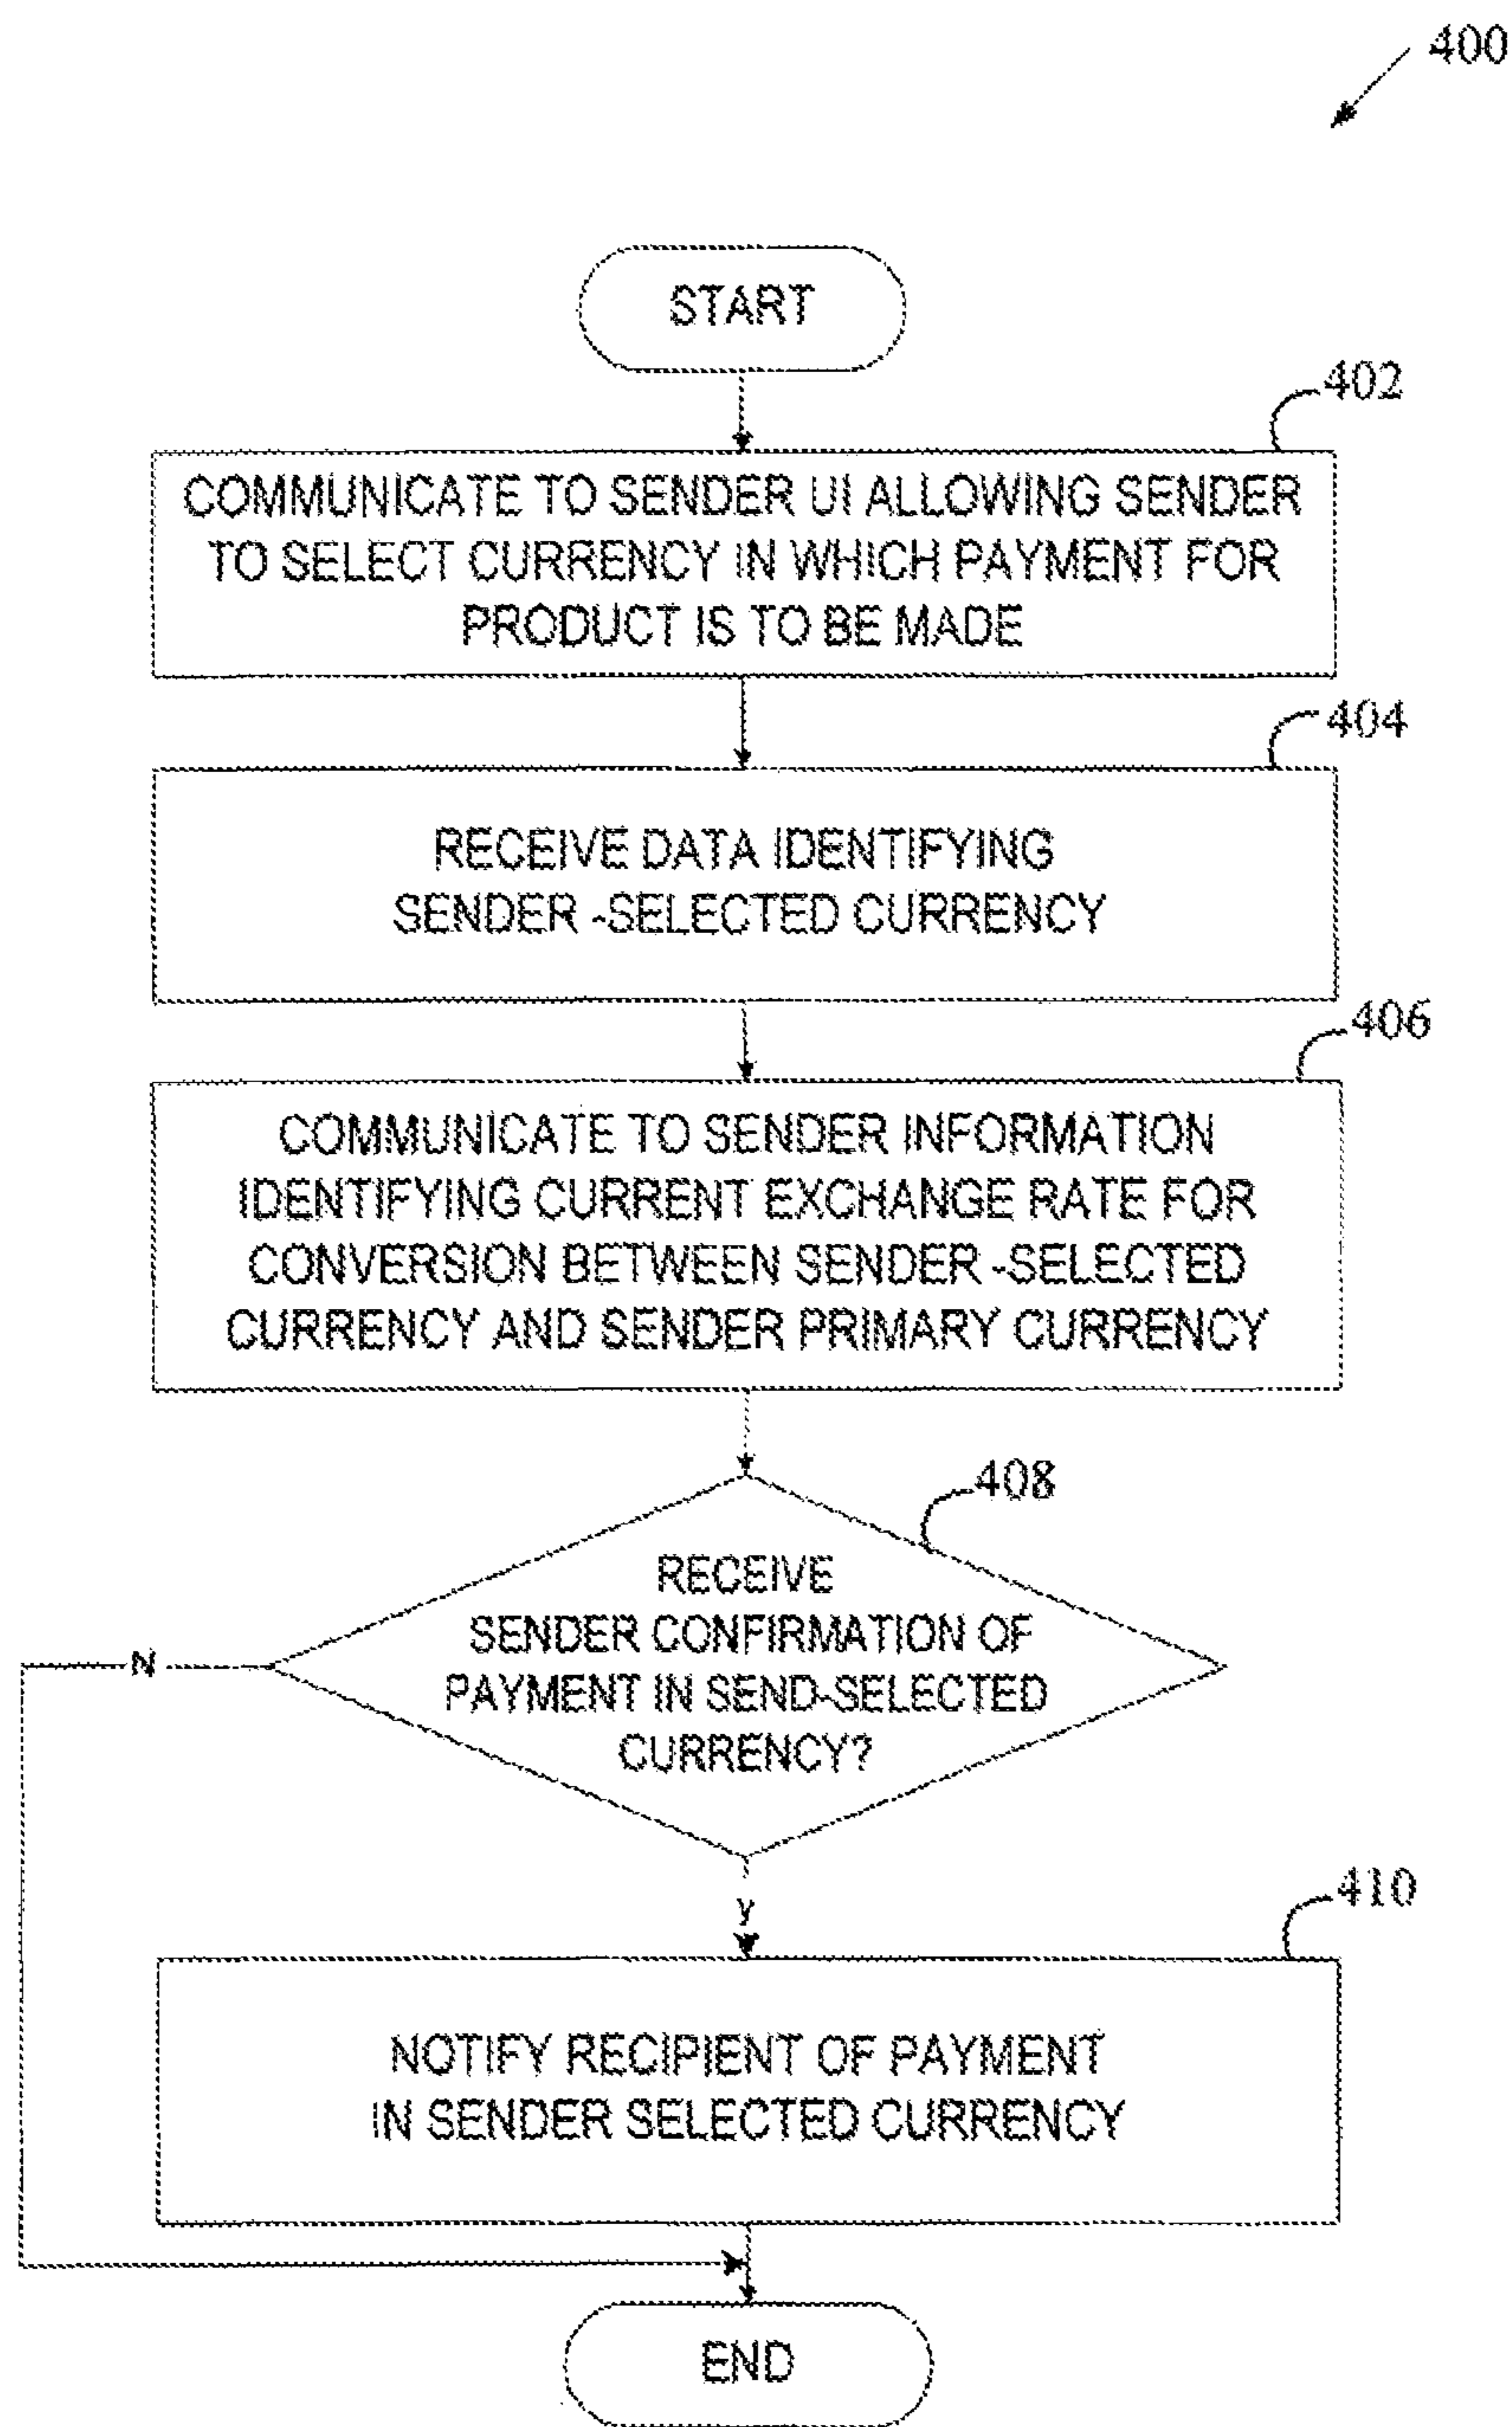 400
START
402
COMMUNICATE TO SENDER UI ALLOWING SENDER
TO SELECT CURRENCY IN WHICH PAYMENT FOR
PRODUCT IS TO BE MADE
404
RECEIVE DATA IDENTIFYING
SENDER -SELECTED CURRENCY
406
COMMUNICATE TO SENDER INFORMATION
IDENTIFYING CURRENT EXCHANGE RATE FOR
CONVERSION BETWEEN SENDER -SELECTED
CURRENCY AND SENDER PRIMARY CURRENCY
408
RECEIVE
SENDER CONFIRMATION OF
PAYMENT IN SEND-SELECTED
CURRENCY?
N
Y
410
NOTIFY RECIPIENT OF PAYMENT
IN SENDER SELECTED CURRENCY
END